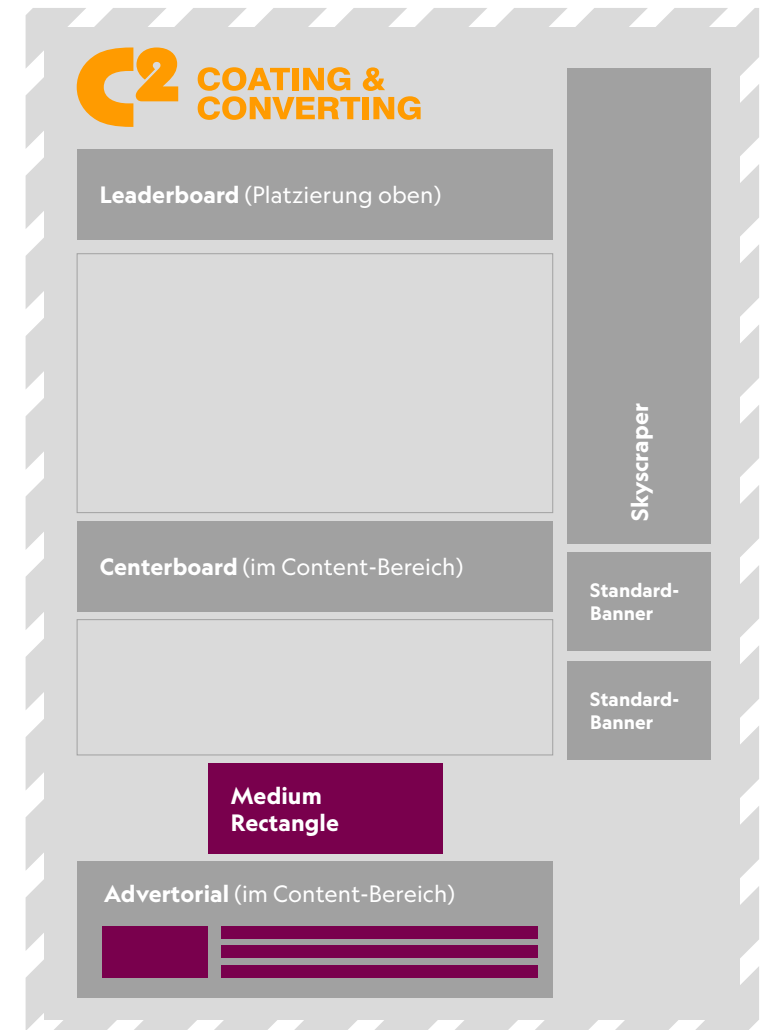 C2 COATING &
CONVERTING
Leaderboard (Platzierung oben)
Skyscraper
Centerboard (im Content-Bereich)
Standard-
Banner
Standard-
Banner
Medium
Rectangle
Advertorial (im Content-Bereich)